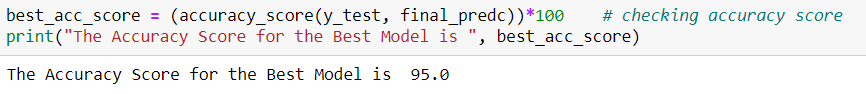 best_acc_score = (accuracy_score(y_test, final_predc))*100    # checking accuracy score
print("The Accuracy Score for the Best Model is ", best_acc_score)
The Accuracy Score for the Best Model is  95.0